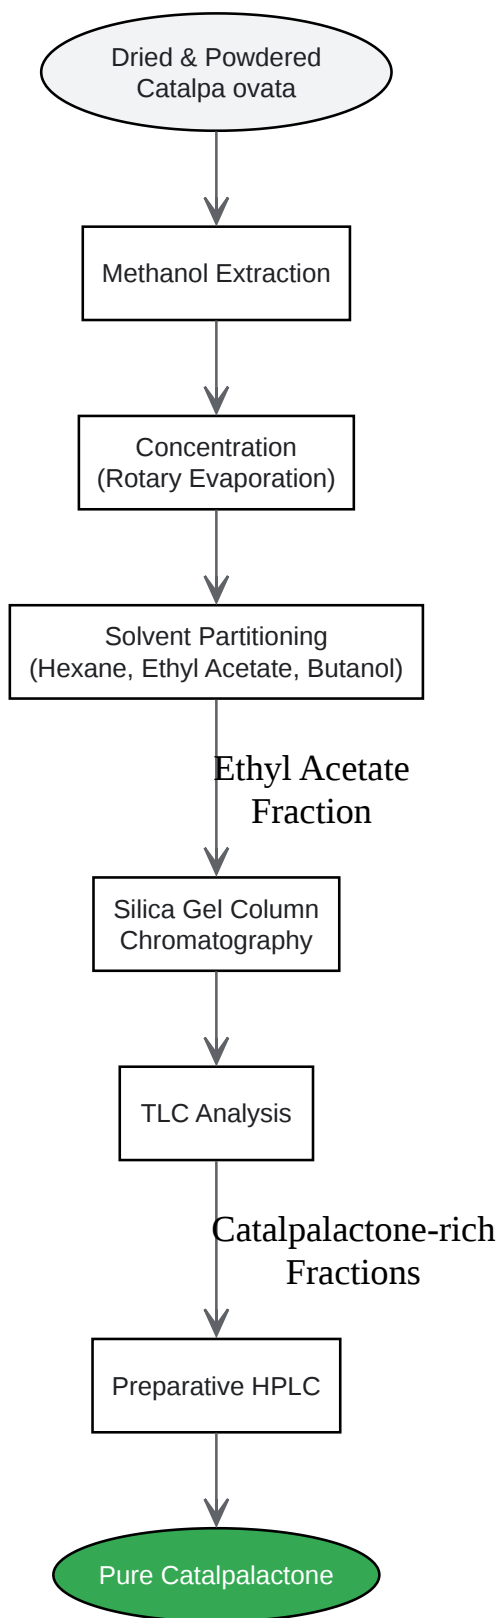 Dried & Powdered
Catalpa ovata
Methanol Extraction
Concentration
(Rotary Evaporation)
Solvent Partitioning
(Hexane, Ethyl Acetate, Butanol)
Ethyl Acetate
Fraction
Silica Gel Column
Chromatography
TLC Analysis
Catalpalactone-rich
Fractions
Preparative HPLC
Pure Catalpalactone